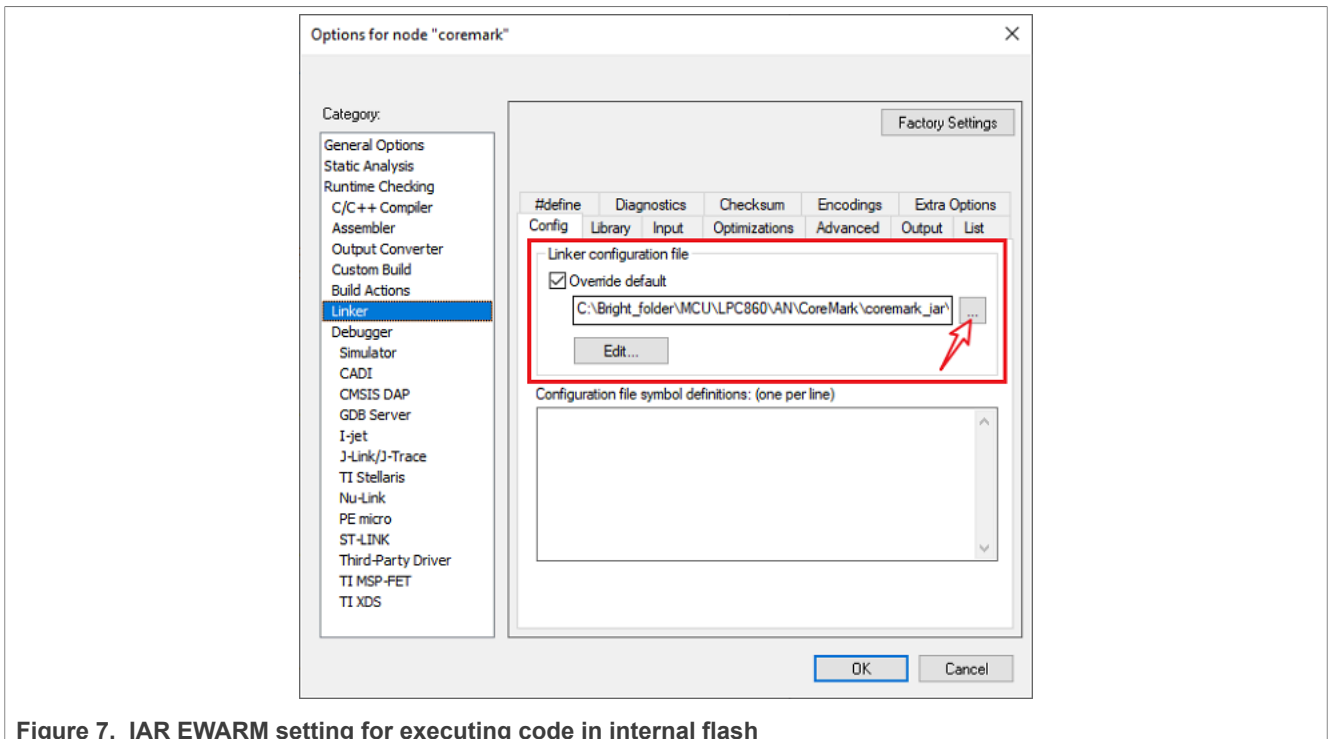 Options for node "coremark"
Category:
Factory Settings
General Options
Static Analysis
Runtime Checking
C/C++ Compiler
Assembler
Output Converter
Custom Build
Build Actions
Linker
Debugger
Simulator
CADI
CMSIS DAP
GDB Server
I-jet
J-Link/J-Trace
TI Stellaris
Nu-Link
PE micro
ST-LINK
Third-Party Driver
TI MSP-FET
TI XDS
#define Diagnostics Checksum Encodings Extra Options
Config Library Input Optimizations Advanced Output List
Linker configuration file
Override default
C:\Bright_folder\MCU\LPC860\AN\CoreMark\coremark_iar\
...
Edit...
Configuration file symbol definitions: (one per line)
OK Cancel
Figure 7. IAR EWARM setting for executing code in internal flash